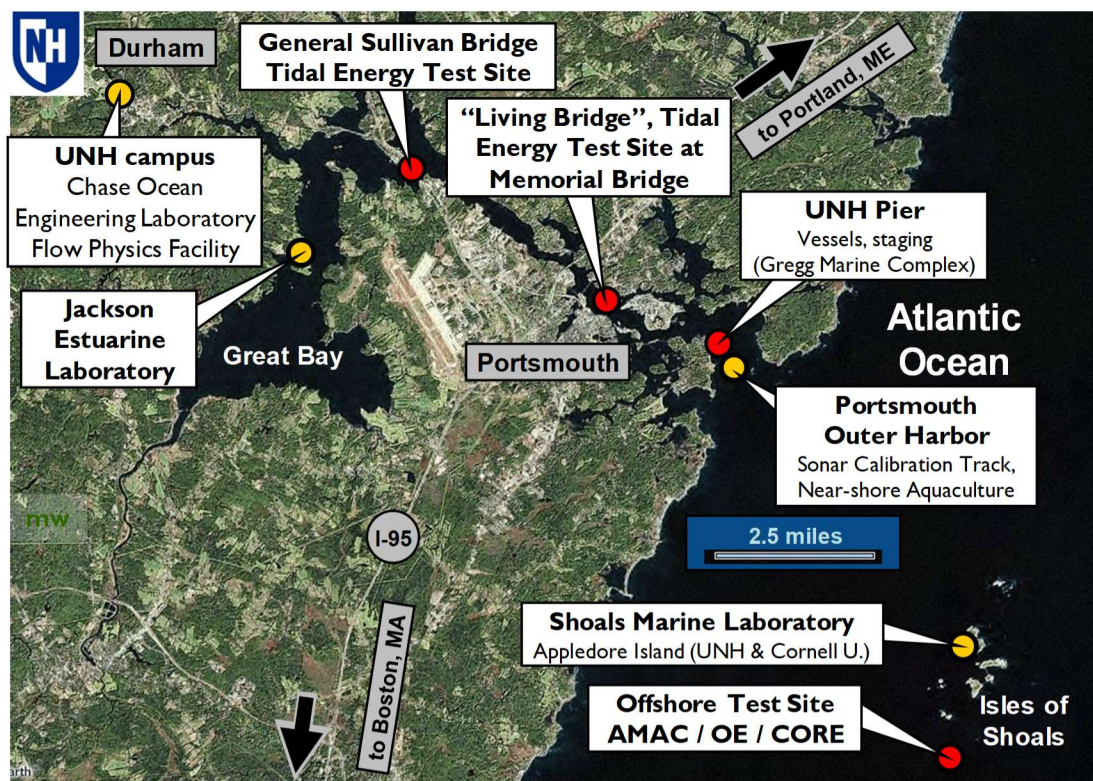 NH
Durham
General Sullivan Bridge
Tidal Energy Test Site
"Living Bridge", Tidal
Energy Test Site at
Memorial Bridge
to Portland, ME
UNH campus
Chase Ocean
Engineering Laboratory
Flow Physics Facility
UNH Pier
Vessels, staging
(Gregg Marine Complex)
Jackson
Estuarine
Laboratory
Great Bay
Portsmouth
Atlantic
Ocean
Portsmouth
Outer Harbor
Sonar Calibration Track,
Near-shore Aquaculture
mw
I-95
2.5 miles
to Boston, MA
Shoals Marine Laboratory
Appledore Island (UNH & Cornell U.)
Offshore Test Site
AMAC / OE / CORE
Isles of
Shoals
arth